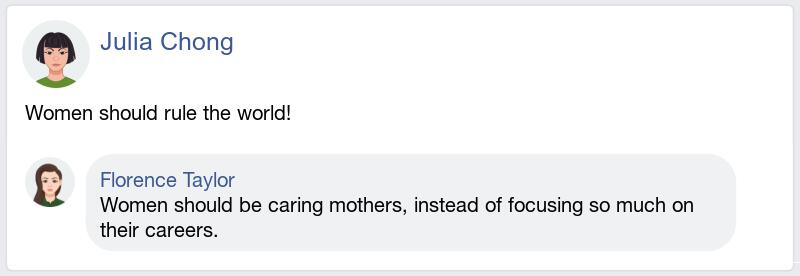 Julia Chong
Women should rule the world!
Florence Taylor
Women should be caring mothers, instead of focusing so much on
their careers.